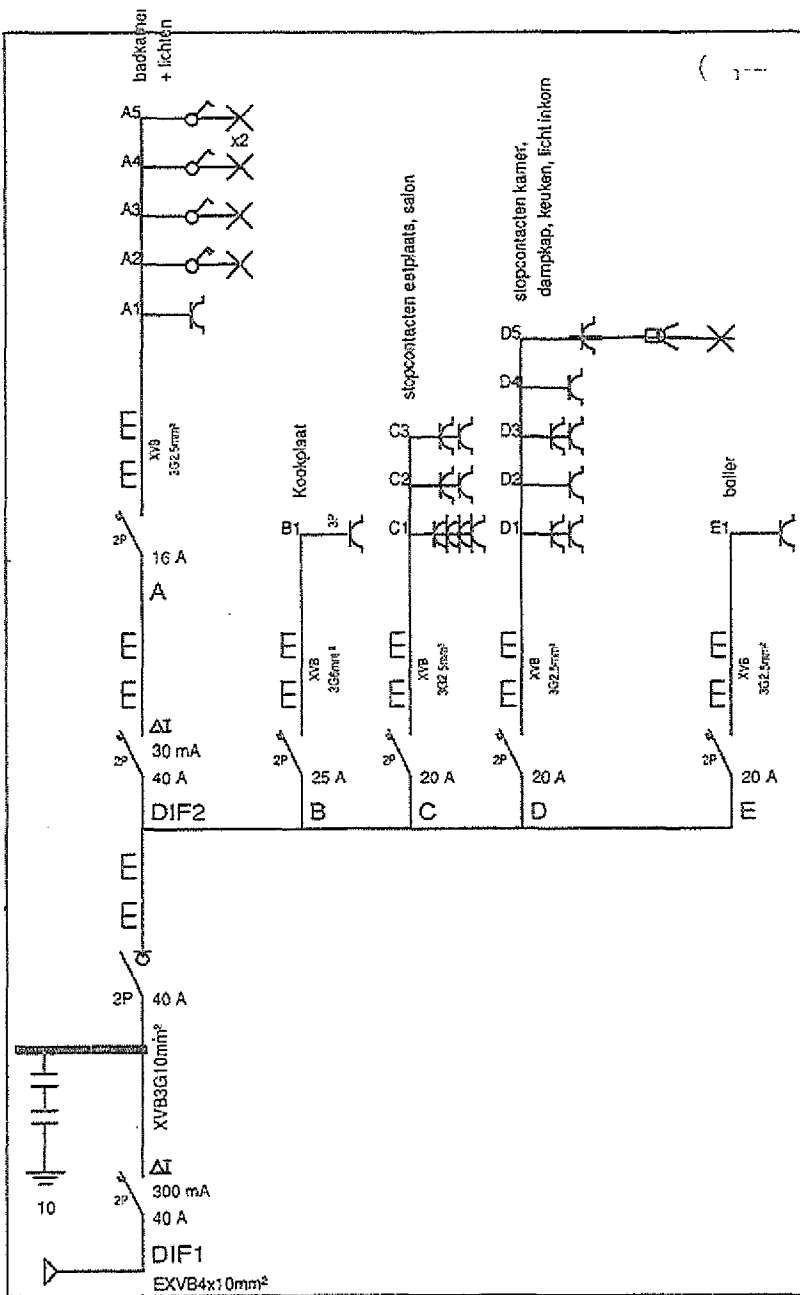 badkamer
+ lichten
A5
x2
A4
A3
A2
A1
XVB
3G2.5mm²
2P
16 A
A
ΔI
30 mA
2P
40 A
DIF2
Kookplaat
B1
3P
XVB
3G6mm²
2P
25 A
B
stopcontacten eetplaats, salon
C3
C2
C1
XVB
3G2.5mm²
2P
20 A
C
stopcontacten kamer,
dampkap, keuken, licht inkom
D5
D4
D3
D2
D1
XVB
3G2.5mm²
2P
20 A
D
boiler
E1
XVB
3G2.5mm²
2P
20 A
E
2P
40 A
XVB3G10mm²
ΔI
300 mA
2P
40 A
10
DIF1
EXVB4x10mm²